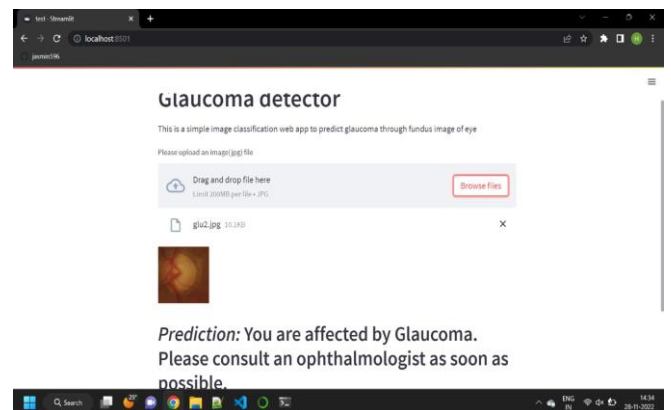 test · Streamlit
localhost:8501
jasmin596
Glaucoma detector
This is a simple image classification web app to predict glaucoma through fundus image of eye
Please upload an image(jpg) file
Drag and drop file here
Limit 200MB per file • JPG
Browse files
glu2.jpg 10.1KB
Prediction: You are affected by Glaucoma.
Please consult an ophthalmologist as soon as
possible.
Search
ENG
IN
14:34
28-11-2022